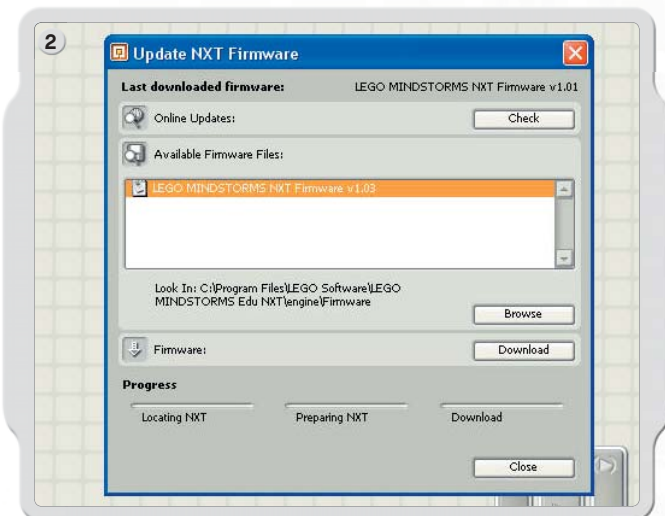 2
Update NXT Firmware
Last downloaded firmware: LEGO MINDSTORMS NXT Firmware v1.01
Online Updates: Check
Available Firmware Files:
LEGO MINDSTORMS NXT Firmware v1.03
Look In: C:\Program Files\LEGO Software\LEGO
MINDSTORMS Edu NXT\engine\Firmware
Browse
Firmware: Download
Progress
Locating NXT Preparing NXT Download
Close